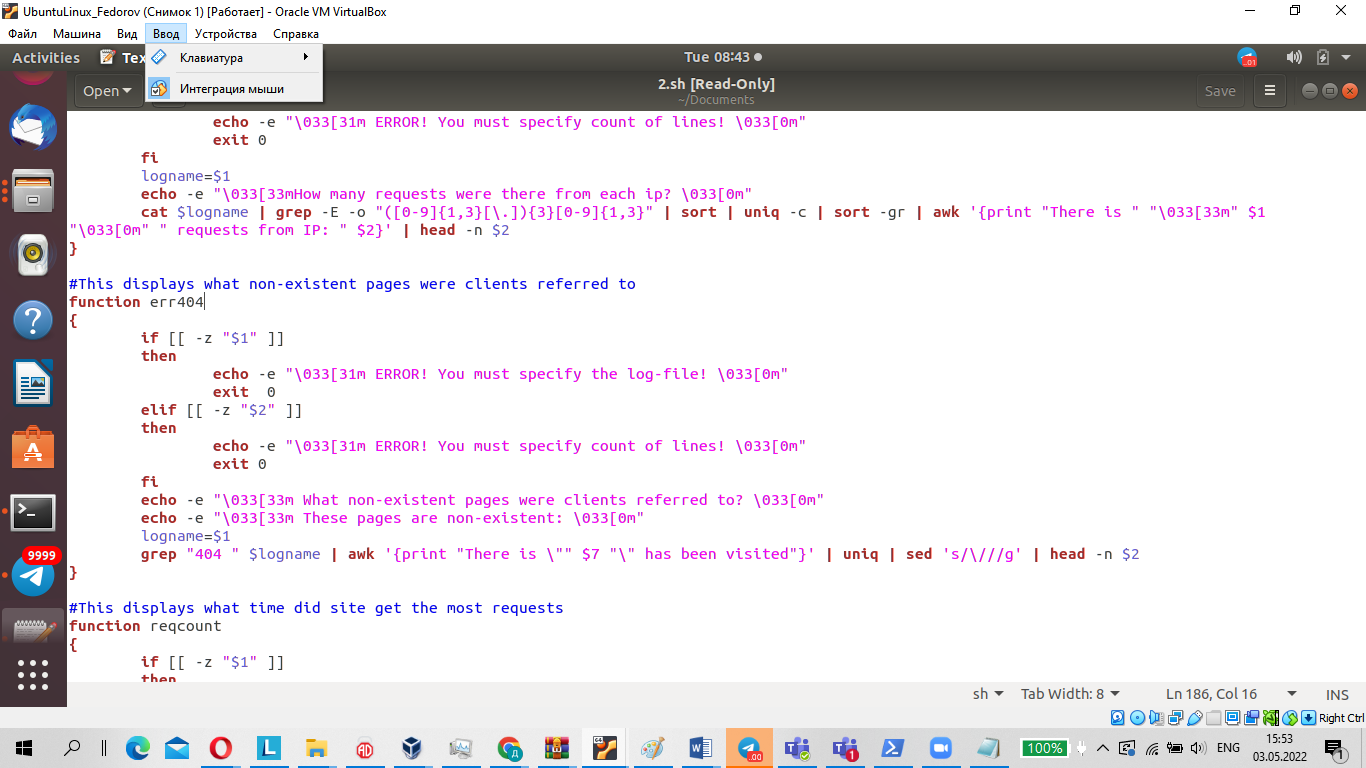 UbuntuLinux_Fedorov (Снимок 1) [Работает] - Oracle VM VirtualBox
Файл Машина Вид Ввод Устройства Справка
Клавиатура
Интеграция мыши
Activities Tex Tue 08:43 .01
Open 2.sh [Read-Only] Save
~/Documents
echo -e "\033[31m ERROR! You must specify count of lines! \033[0m"
exit 0
fi
logname=$1
echo -e "\033[33mHow many requests were there from each ip? \033[0m"
cat $logname | grep -E -o "([0-9]{1,3}[\.]){3}[0-9]{1,3}" | sort | uniq -c | sort -gr | awk '{print "There is " "\033[33m" $1
"\033[0m" " requests from IP: " $2}' | head -n $2
}
#This displays what non-existent pages were clients referred to
function err404
{
if [[ -z "$1" ]]
then
echo -e "\033[31m ERROR! You must specify the log-file! \033[0m"
exit  0
elif [[ -z "$2" ]]
then
echo -e "\033[31m ERROR! You must specify count of lines! \033[0m"
exit 0
fi
echo -e "\033[33m What non-existent pages were clients referred to? \033[0m"
echo -e "\033[33m These pages are non-existent: \033[0m"
logname=$1
grep "404 " $logname | awk '{print "There is \"" $7 "\" has been visited"}' | uniq | sed 's/\///g' | head -n $2
}
#This displays what time did site get the most requests
function reqcount
{
if [[ -z "$1" ]]
then
9999
sh Tab Width: 8 Ln 186, Col 16 INS
Right Ctrl
100% ENG 15:53
03.05.2022